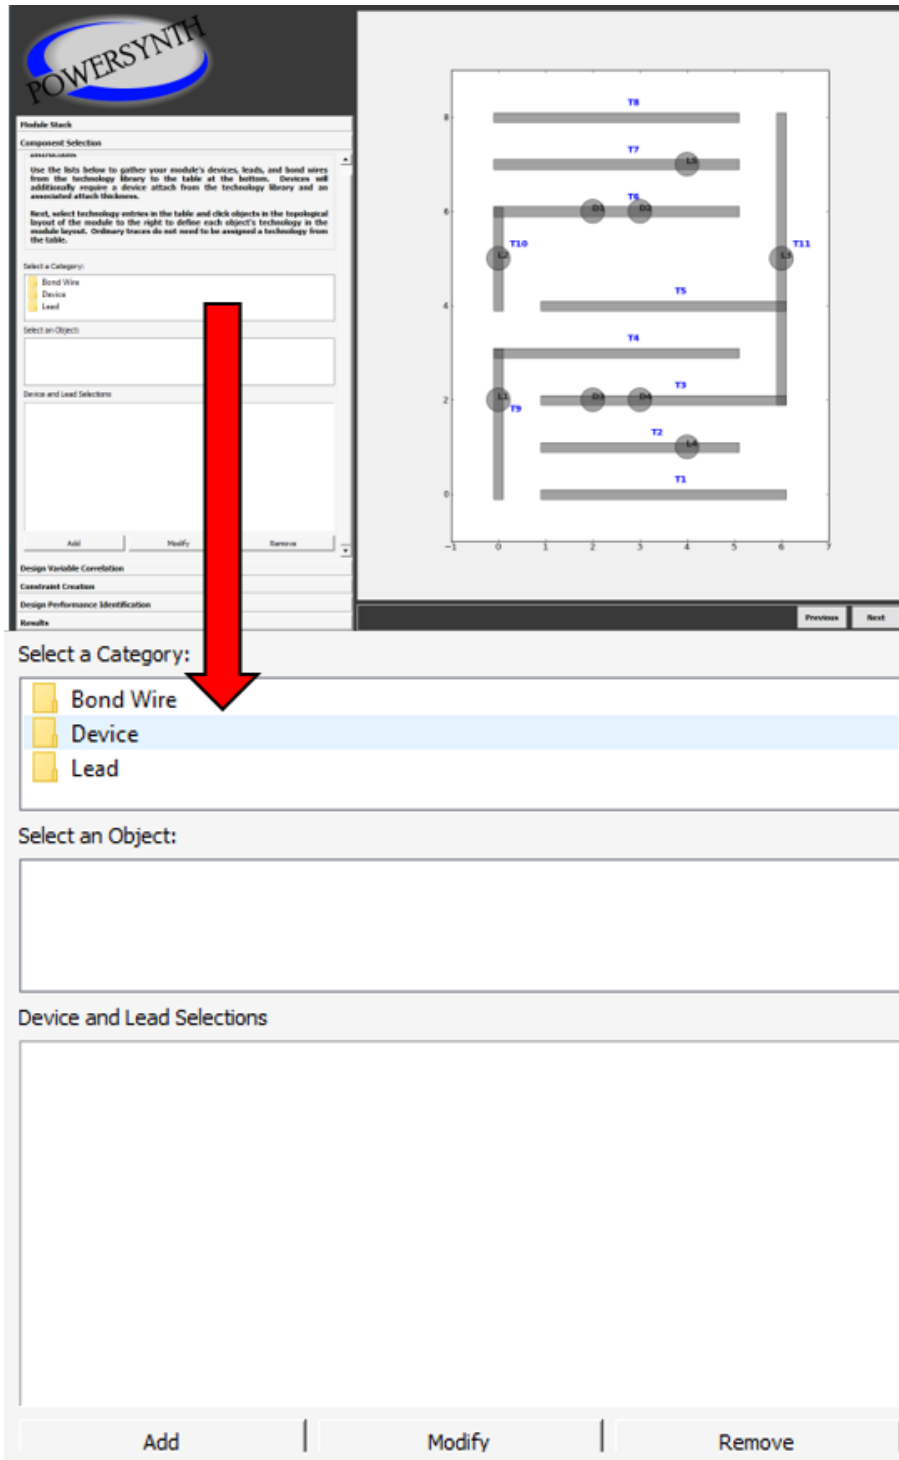 POWERSYNTH
Module Stack
Component Selection
Instructions
Use the lists below to gather your module's devices, leads, and bond wires
from the technology library to the table at the bottom. Devices will
additionally require a device attach from the technology library and an
associated attach thickness.
Next, select technology entries in the table and click objects in the topological
layout of the module to the right to define each object's technology in the
module layout. Ordinary traces do not need to be assigned a technology from
the table.
Select a Category:
Bond Wire
Device
Lead
Select an Object:
Device and Lead Selections
Add Modify Remove
Design Variable Correlation
Constraint Creation
Design Performance Identification
Results
T8
8
T7
L5
T6
6 D1 D2
T10 T11
L2 L3
T5
4
T4
T3
2 L1 D3 D4
T9
T2
L4
T1
0
-1 0 1 2 3 4 5 6 7
Previous Next
Select a Category:
Bond Wire
Device
Lead
Select an Object:
Device and Lead Selections
Add Modify Remove